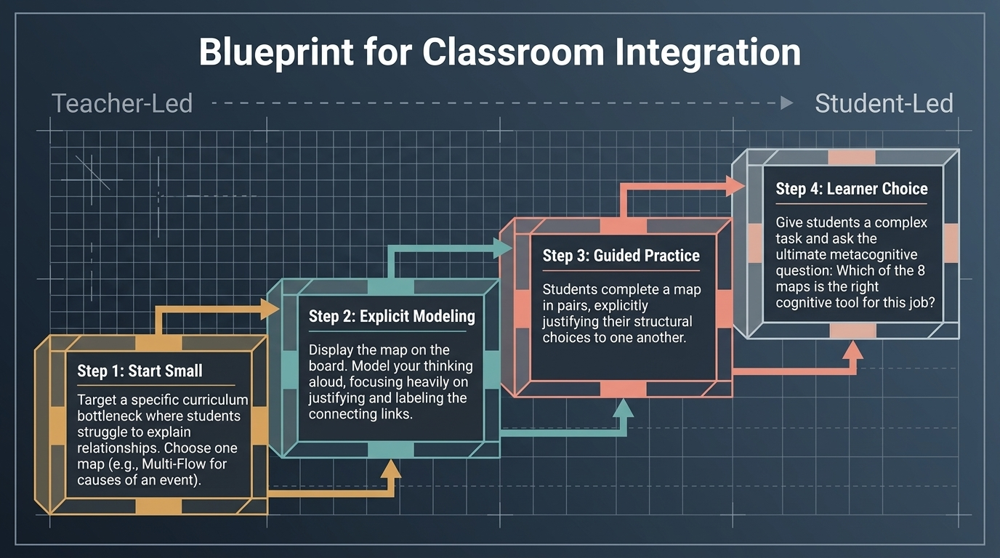 Blueprint for Classroom Integration
Teacher-Led
Student-Led
Step 1: Start Small
Target a specific curriculum
bottleneck where students
struggle to explain
relationships. Choose one
map (e.g., Multi-Flow for
causes of an event).
Step 2: Explicit Modeling
Display the map on the
board. Model your thinking
aloud, focusing heavily on
justifying and labeling the
connecting links.
Step 3: Guided Practice
Students complete a map
in pairs, explicitly
justifying their structural
choices to one another.
Step 4: Learner Choice
Give students a complex
task and ask the
ultimate metacognitive
question: Which of the 8
maps is the right
cognitive tool for this job?